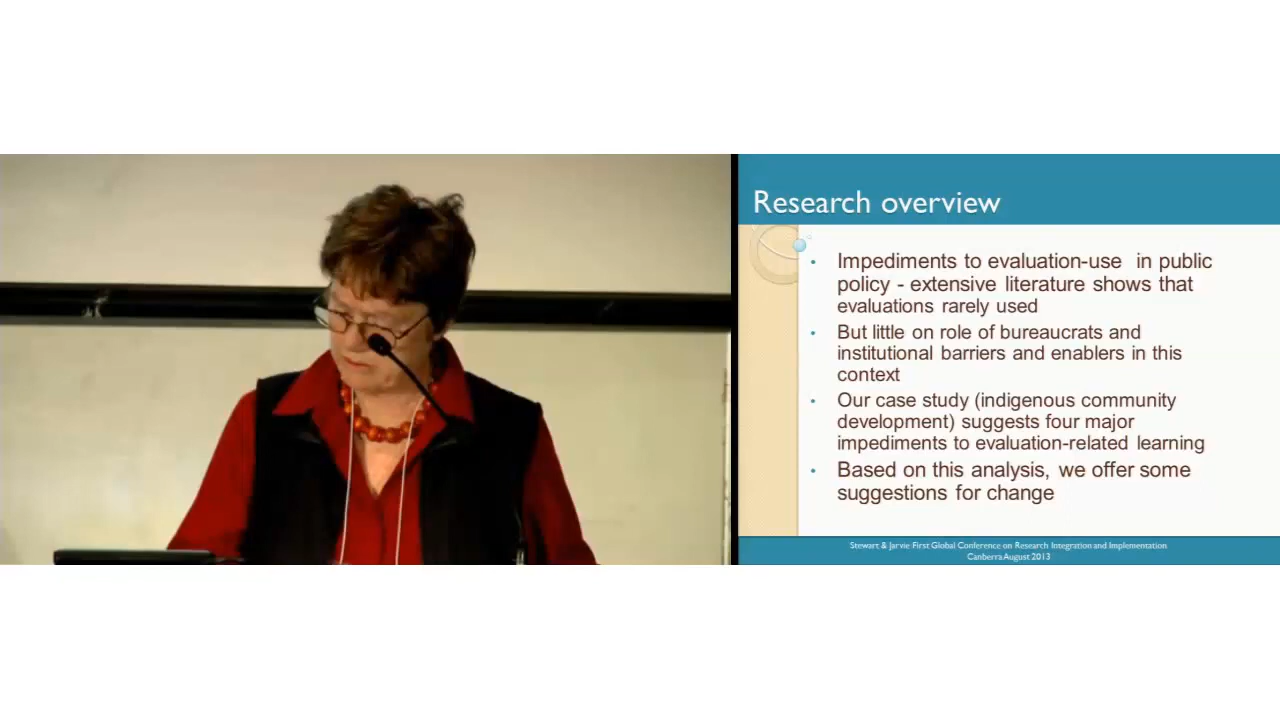 Research overview
Impediments to evaluation-use in public
policy - extensive literature shows that
evaluations rarely used
But little on role of bureaucrats and
institutional barriers and enablers in this
context
Our case study (indigenous community
development) suggests four major
impediments to evaluation-related learning
Based on this analysis, we offer some
suggestions for change
Stewart & Jarvie First Global Conference on Research Integration and Implementation
Canberra August 2013